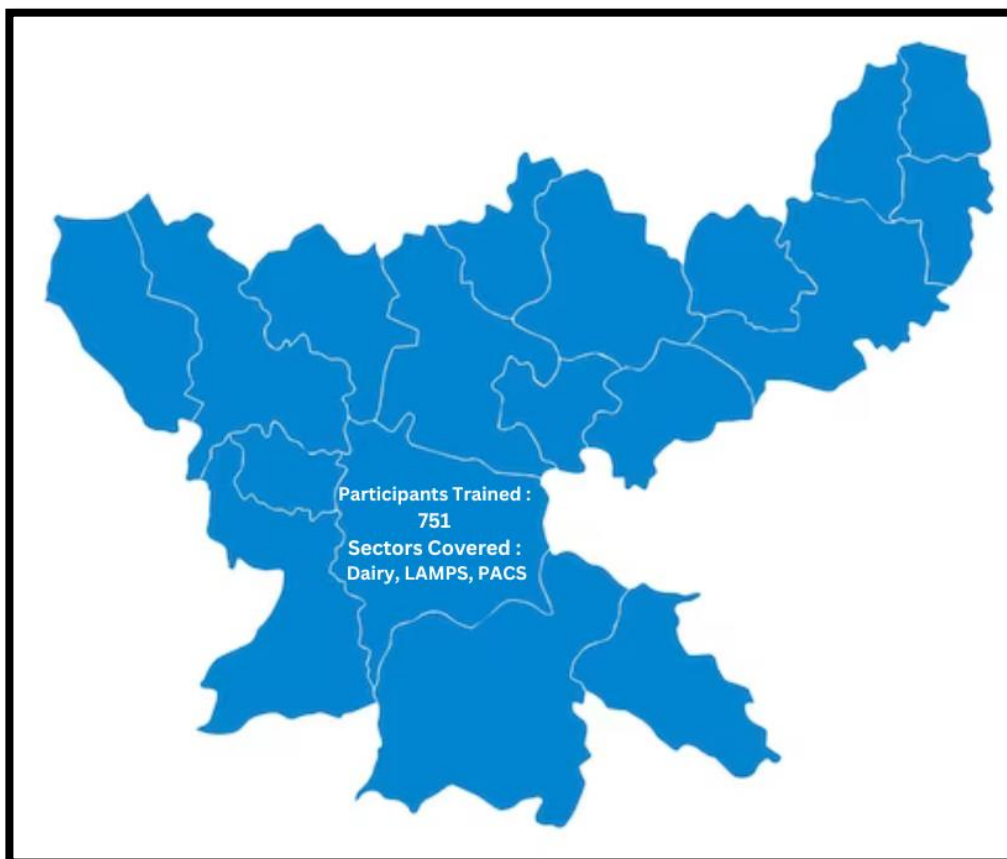 Participants Trained :
751
Sectors Covered :
Dairy, LAMPS, PACS